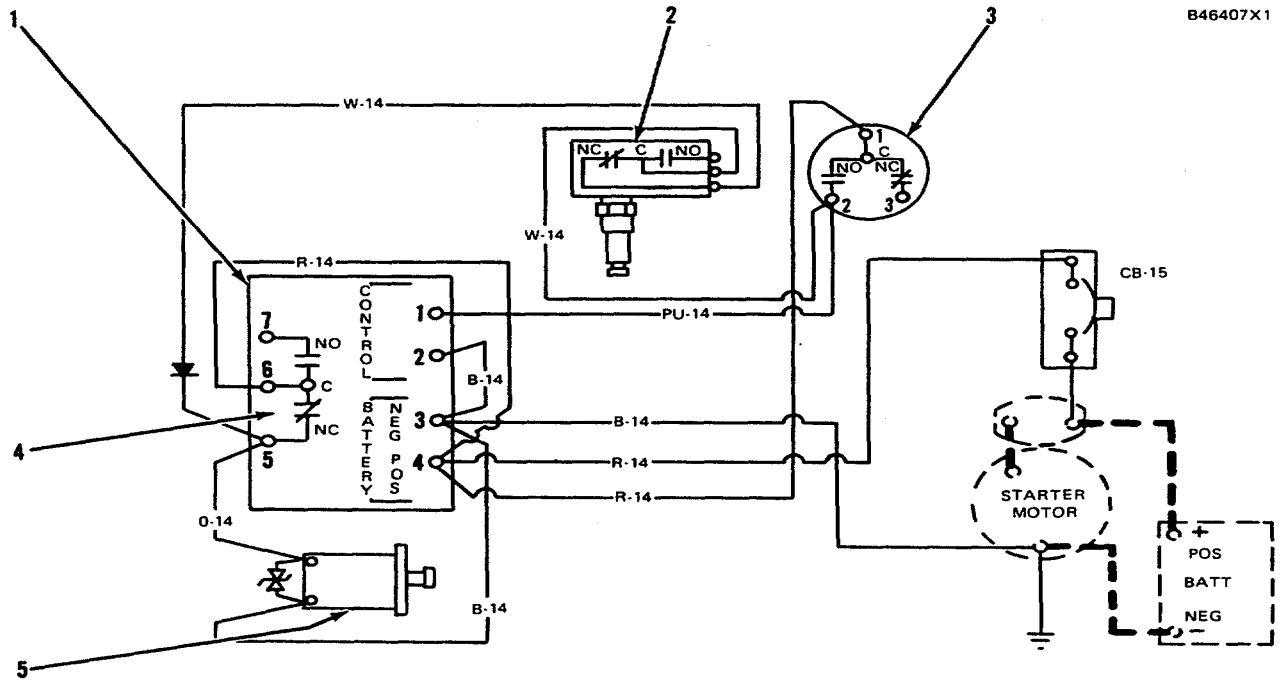 1
2
3
B46407X1
W-14
NC
C
NO
1
C
NO
NC
2
3
W-14
R-14
CB-15
CONTROL
1
PU-14
7
NO
2
6
C
B-14
BATTERY
NEG
POS
3
B-14
4
NC
5
4
R-14
R-14
STARTER
MOTOR
O-14
+
POS
BATT
NEG
-
B-14
5